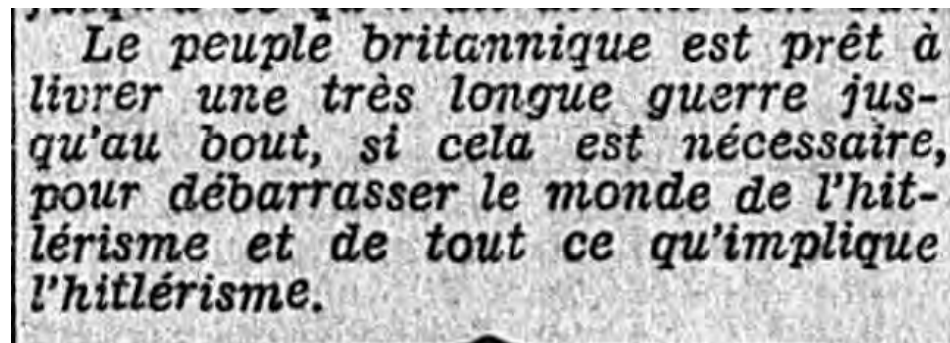 Le peuple britannique est prêt à
livrer une très longue guerre jus-
qu'au bout, si cela est nécessaire,
pour débarrasser le monde de l'hit-
lérisme et de tout ce qu'implique
l'hitlérisme.